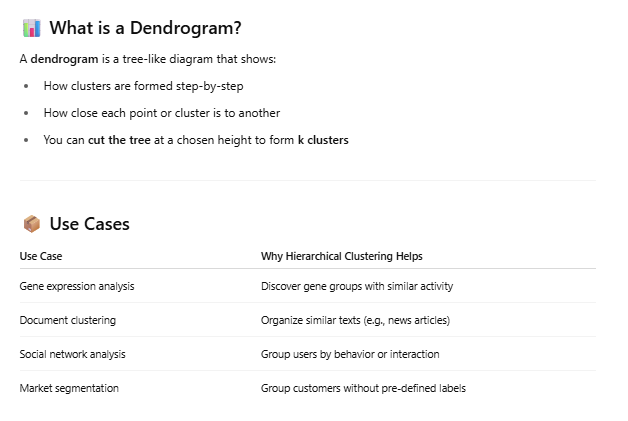 What is a Dendrogram?
A dendrogram is a tree-like diagram that shows:
• How clusters are formed step-by-step
• How close each point or cluster is to another
• You can cut the tree at a chosen height to form k clusters
Use Cases
Use Case Why Hierarchical Clustering Helps
Gene expression analysis Discover gene groups with similar activity
Document clustering Organize similar texts (e.g., news articles)
Social network analysis Group users by behavior or interaction
Market segmentation Group customers without pre-defined labels